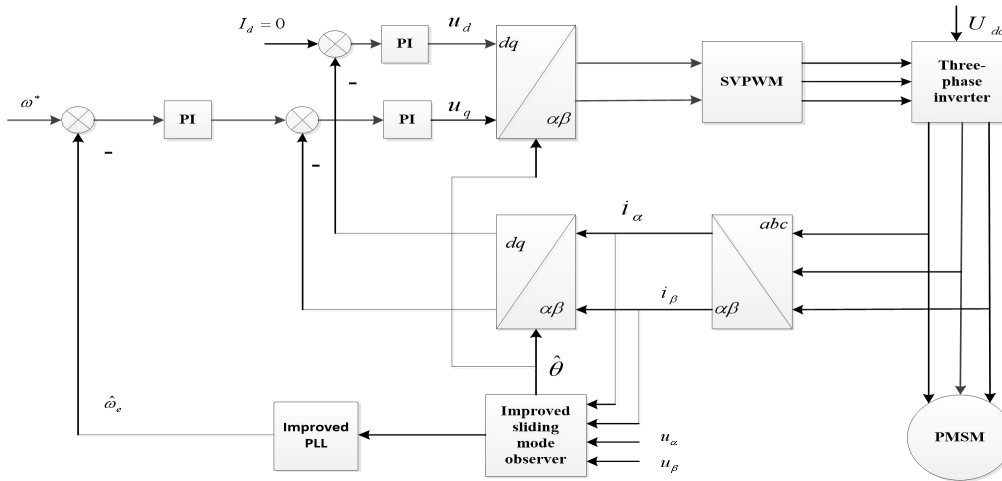 I_d = 0
PI
u_d
dq
αβ
SVPWM
U_dc
Three-
phase
inverter
ω*
-
PI
-
-
PI
u_q
dq
αβ
i_α
i_β
abc
αβ
θ̂
ω̂_e
Improved
PLL
Improved
sliding
mode
observer
u_α
u_β
PMSM